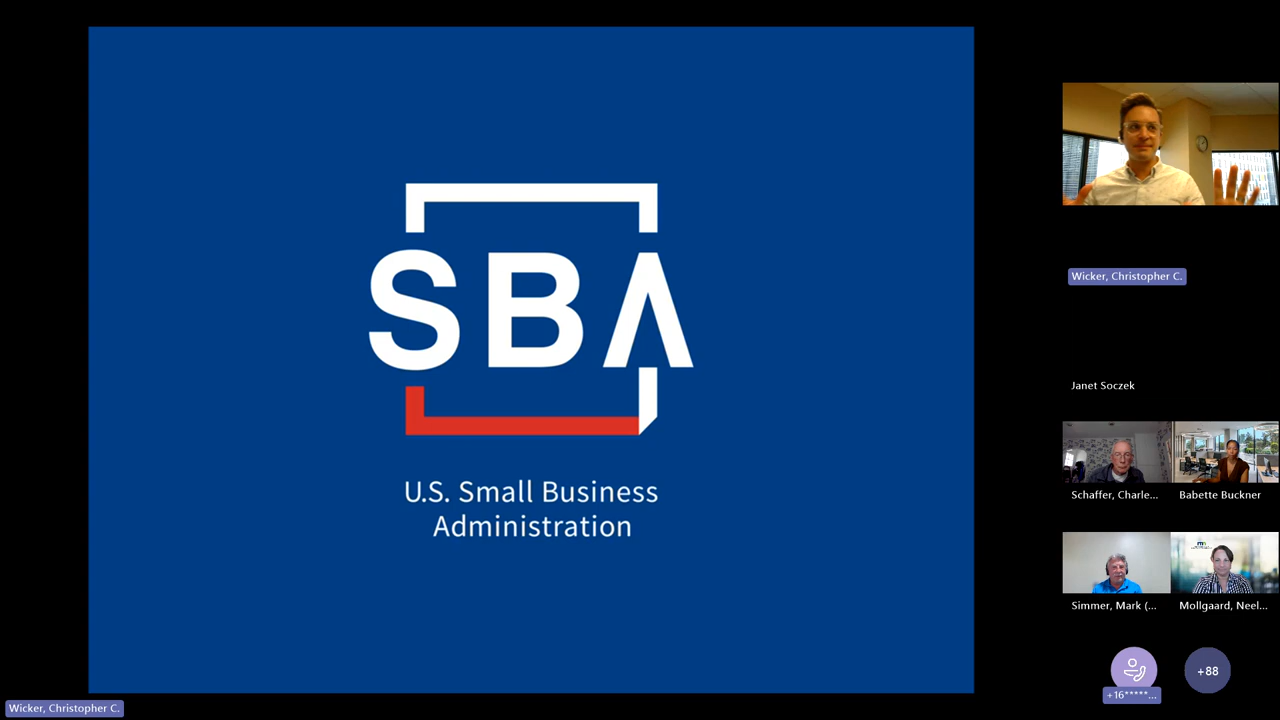 SBA
U.S. Small Business
Administration
Wicker, Christopher C.
Janet Soczek
Schaffer, Charle...
Babette Buckner
Simmer, Mark (...
Mollgaard, Neel...
+16*****...
+88
Wicker, Christopher C.